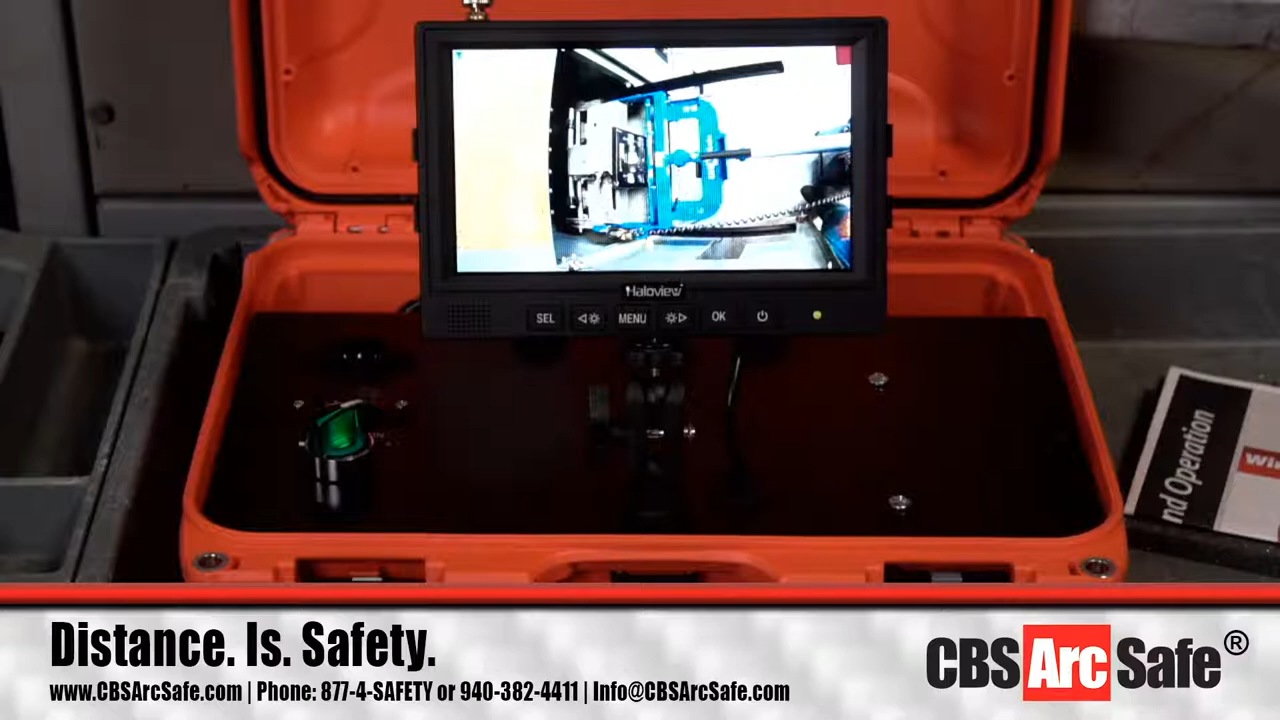 Haloview
SEL
MENU
OK
nd Operation
Distance. Is. Safety.
www.CBSArcSafe.com | Phone: 877-4-SAFETY or 940-382-4411 | Info@CBSArcSafe.com
CBS Arc Safe®